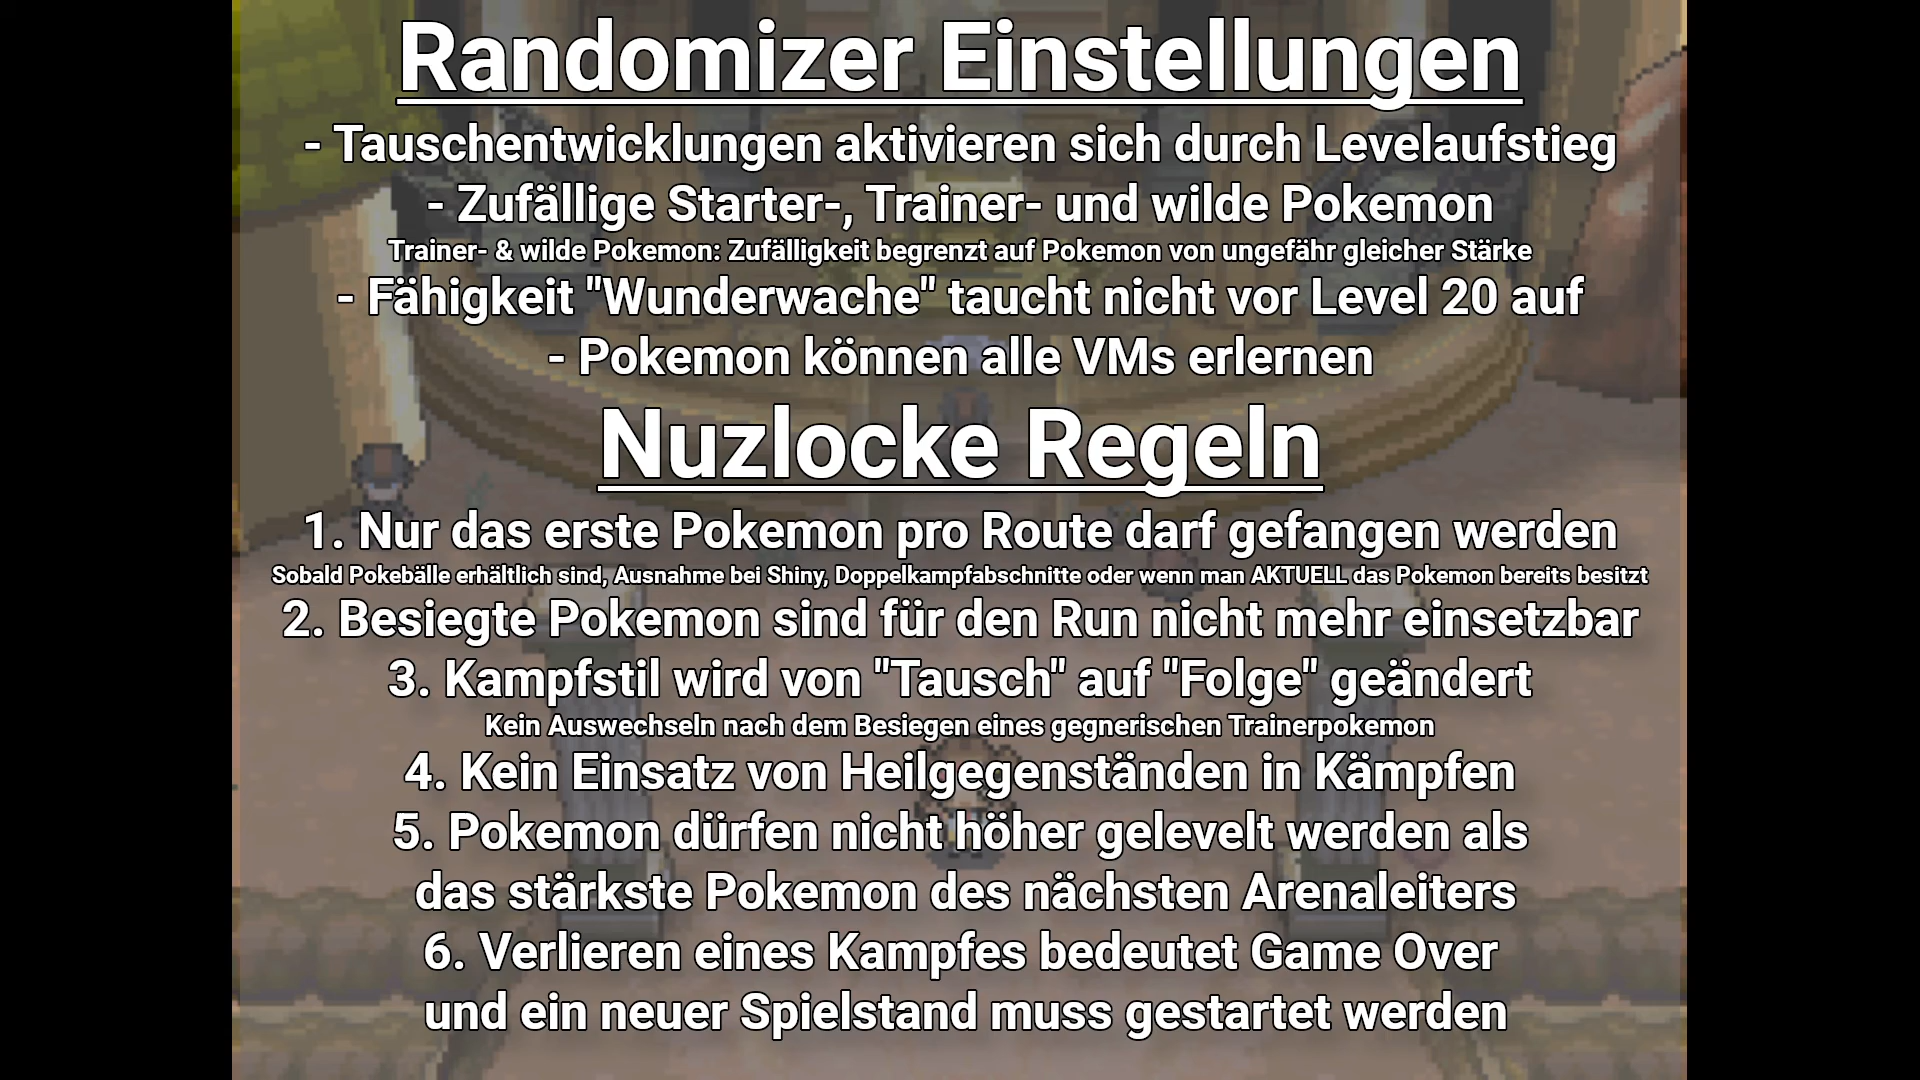 Randomizer Einstellungen
- Tauschentwicklungen aktivieren sich durch Levelaufstieg
- Zufällige Starter-, Trainer- und wilde Pokemon
Trainer- & wilde Pokemon: Zufälligkeit begrenzt auf Pokemon von ungefähr gleicher Stärke
- Fähigkeit "Wunderwache" taucht nicht vor Level 20 auf
- Pokemon können alle VMs erlernen
Nuzlocke Regeln
1. Nur das erste Pokemon pro Route darf gefangen werden
Sobald Pokebälle erhältlich sind, Ausnahme bei Shiny, Doppelkampfabschnitte oder wenn man AKTUELL das Pokemon bereits besitzt
2. Besiegte Pokemon sind für den Run nicht mehr einsetzbar
3. Kampfstil wird von "Tausch" auf "Folge" geändert
Kein Auswechseln nach dem Besiegen eines gegnerischen Trainerpokemon
4. Kein Einsatz von Heilgegenständen in Kämpfen
5. Pokemon dürfen nicht höher gelevelt werden als
das stärkste Pokemon des nächsten Arenaleiters
6. Verlieren eines Kampfes bedeutet Game Over
und ein neuer Spielstand muss gestartet werden